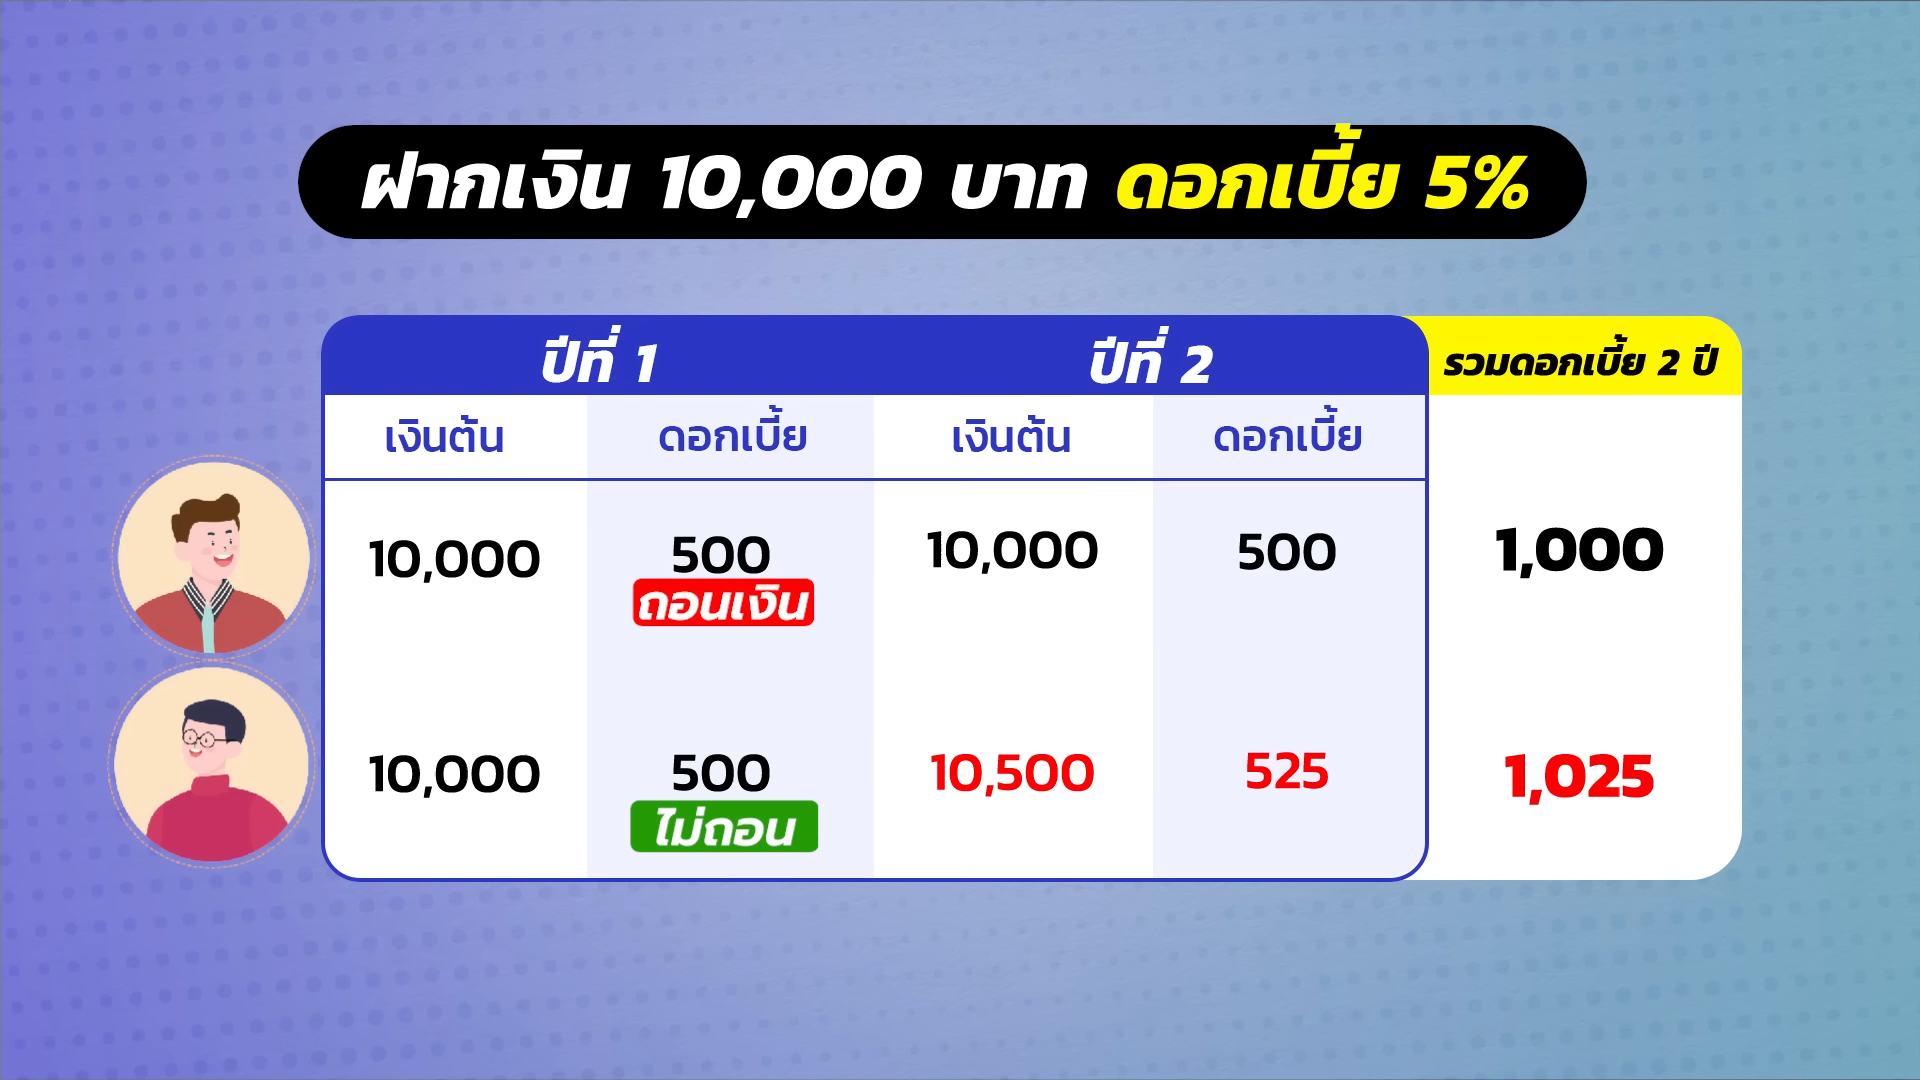 ฝากเงิน 10,000 บาท ดอกเบี้ย 5%
ปีที่ 1 ปีที่ 2 รวมดอกเบี้ย 2 ปี
เงินต้น ดอกเบี้ย เงินต้น ดอกเบี้ย
10,000 500 10,000 500 1,000
ถอนเงิน
10,000 500 10,500 525 1,025
ไม่ถอน